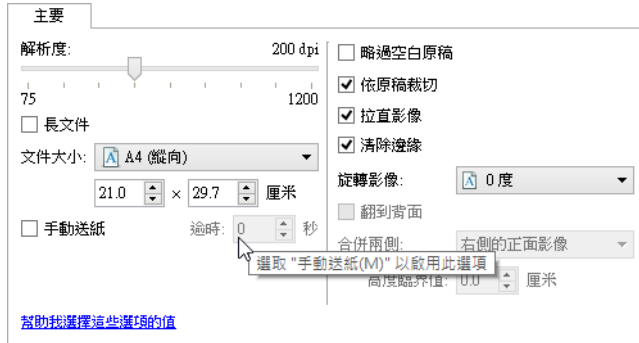 主要
解析度: 200 dpi
75 1200
長文件
文件大小: A4 (縱向)
21.0 × 29.7 厘米
手動送紙 逾時: 0 秒
幫助我選擇這些選項的值
略過空白原稿
依原稿裁切
拉直影像
清除邊緣
旋轉影像: 0 度
翻到背面
合併兩側: 右側的正面影像
選取 "手動送紙(M)" 以啟用此選項
高度臨界值: 0.0 厘米